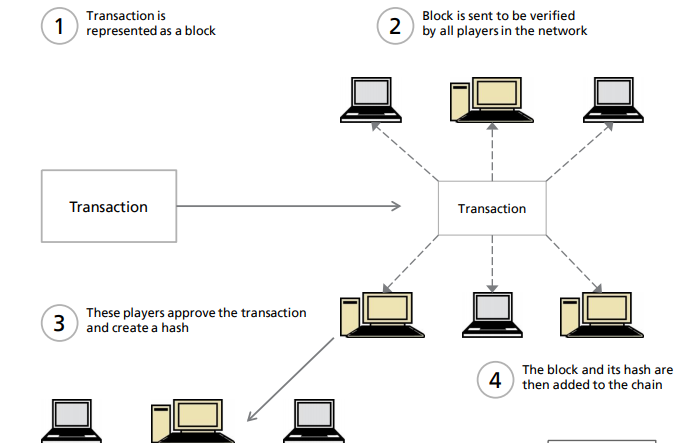 1
Transaction is
represented as a block
2
Block is sent to be verified
by all players in the network
Transaction
Transaction
3
These players approve the transaction
and create a hash
4
The block and its hash are
then added to the chain